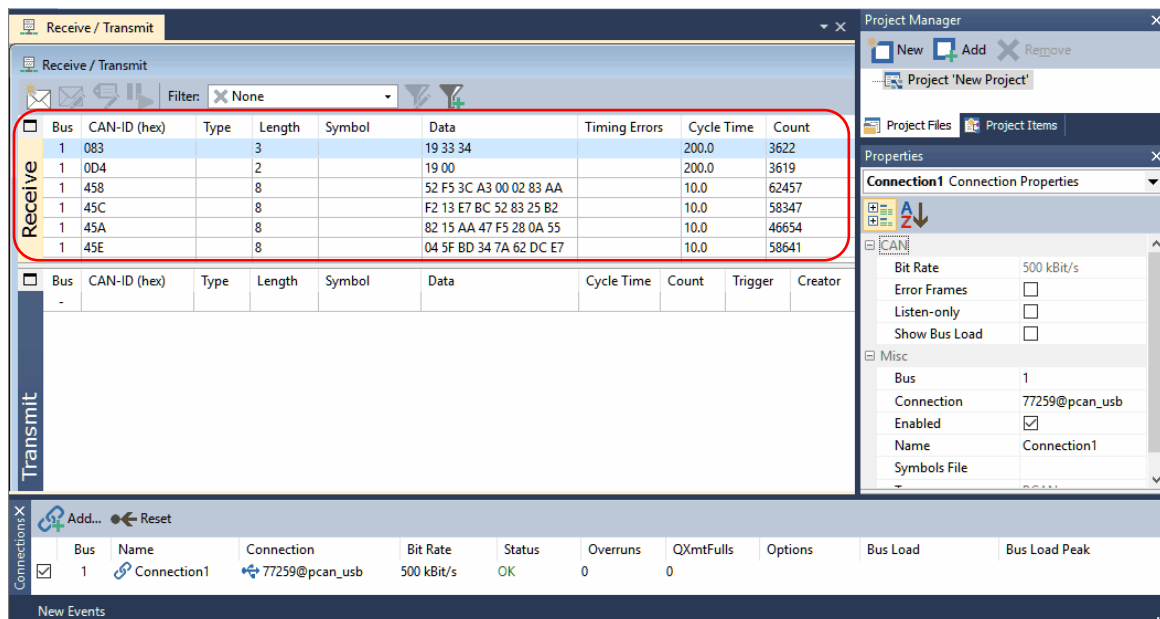 Receive / Transmit
Receive / Transmit
Filter: None
Receive
Bus CAN-ID (hex) Type Length Symbol Data Timing Errors Cycle Time Count
1 083 3 19 33 34 200.0 3622
1 0D4 2 19 00 200.0 3619
1 458 8 52 F5 3C A3 00 02 83 AA 10.0 62457
1 45C 8 F2 13 E7 BC 52 83 25 B2 10.0 58347
1 45A 8 82 15 AA 47 F5 28 0A 55 10.0 46654
1 45E 8 04 5F BD 34 7A 62 DC E7 10.0 58641
Transmit
Bus CAN-ID (hex) Type Length Symbol Data Cycle Time Count Trigger Creator
-
Project Manager
New Add Remove
Project 'New Project'
Project Files Project Items
Properties
Connection1 Connection Properties
CAN
Bit Rate 500 kBit/s
Error Frames
Listen-only
Show Bus Load
Misc
Bus 1
Connection 77259@pcan_usb
Enabled
Name Connection1
Symbols File
Connections
Add... Reset
Bus Name Connection Bit Rate Status Overruns QXmtFulls Options Bus Load Bus Load Peak
1 Connection1 77259@pcan_usb 500 kBit/s OK 0 0
New Events